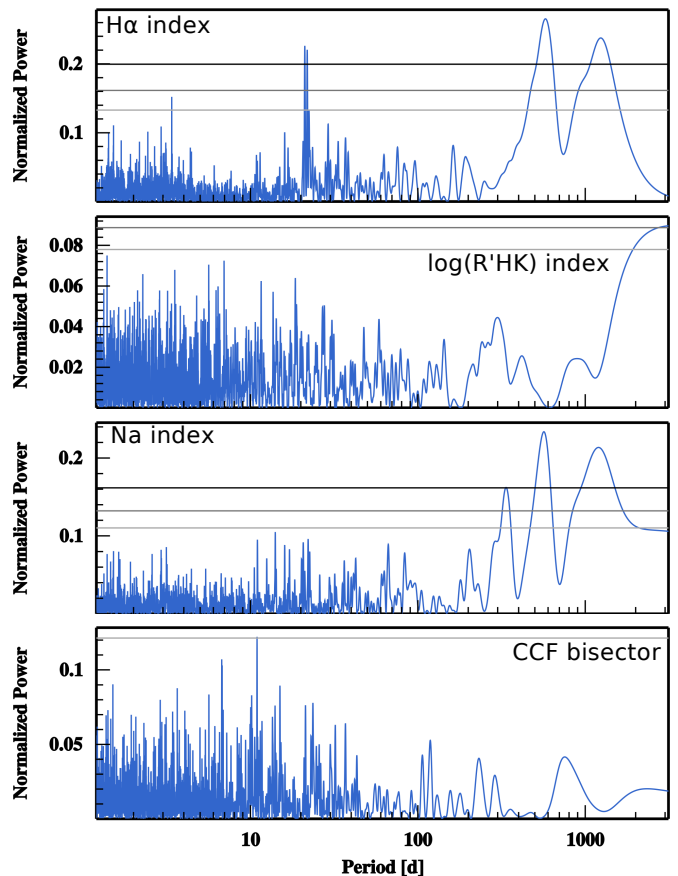 Hα index
Normalized Power
0.2
0.1
log(R'HK) index
Normalized Power
0.08
0.06
0.04
0.02
Na index
Normalized Power
0.2
0.1
CCF bisector
Normalized Power
0.1
0.05
10 100 1000
Period [d]